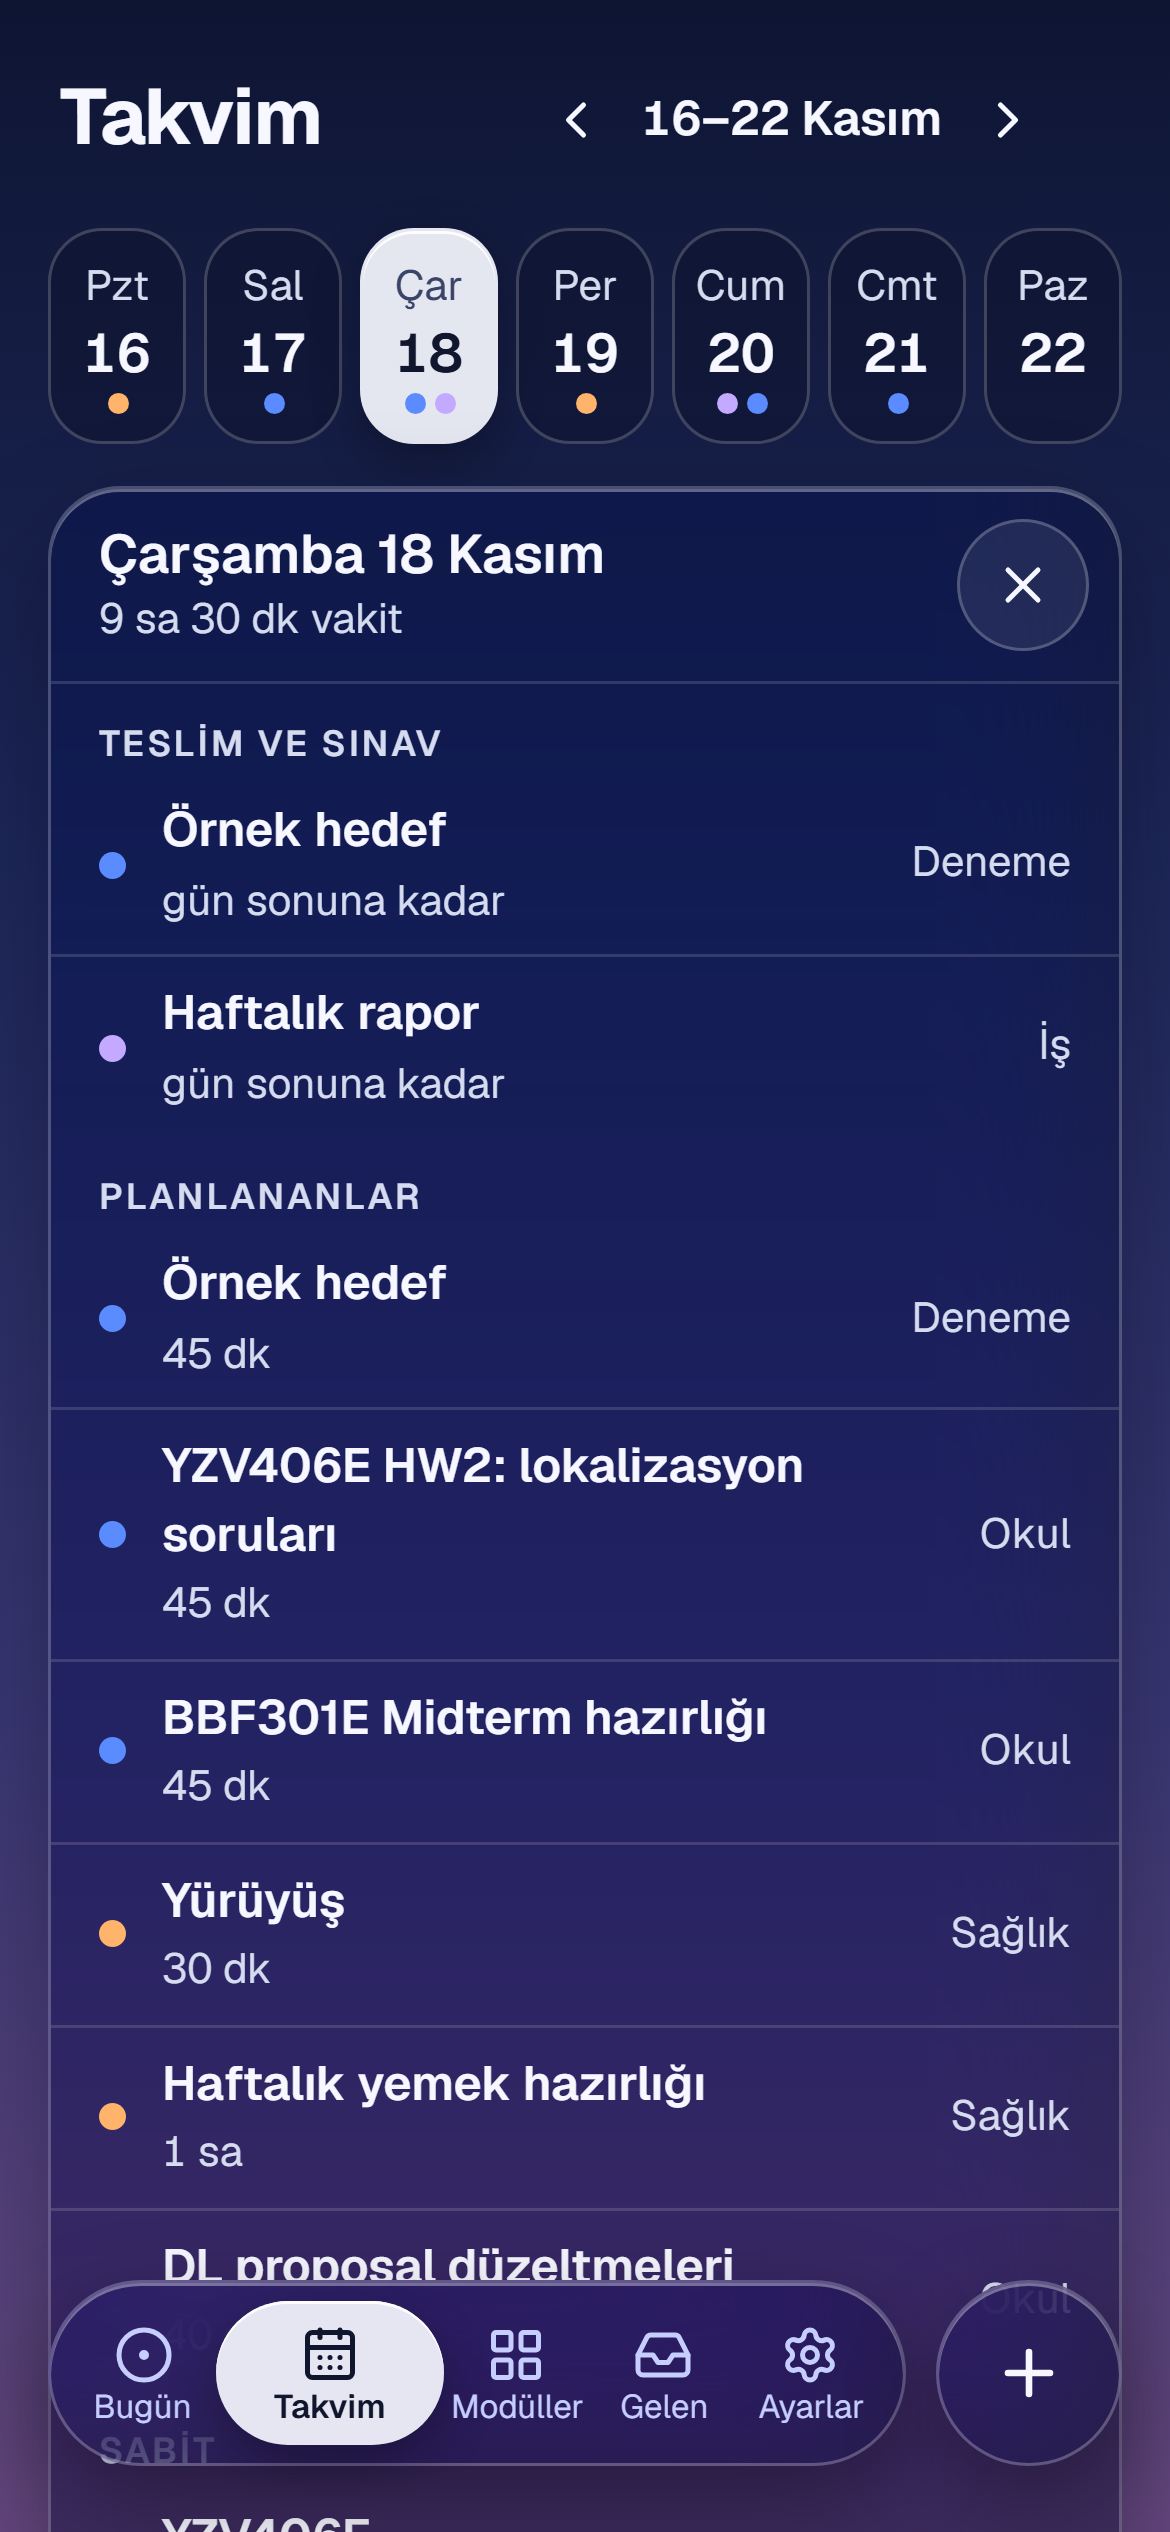 Takvim
16–22 Kasım
Pzt Sal Çar Per Cum Cmt Paz
16 17 18 19 20 21 22
Çarşamba 18 Kasım
9 sa 30 dk vakit
TESLİM VE SINAV
Örnek hedef
Deneme
gün sonuna kadar
Haftalık rapor
İş
gün sonuna kadar
PLANLANANLAR
Örnek hedef
Deneme
45 dk
YZV406E HW2: lokalizasyon
soruları
Okul
45 dk
BBF301E Midterm hazırlığı
Okul
45 dk
Yürüyüş
Sağlık
30 dk
Haftalık yemek hazırlığı
Sağlık
1 sa
DL proposal düzeltmeleri
Okul
40
Bugün Takvim Modüller Gelen Ayarlar
SABİT
YZV406E